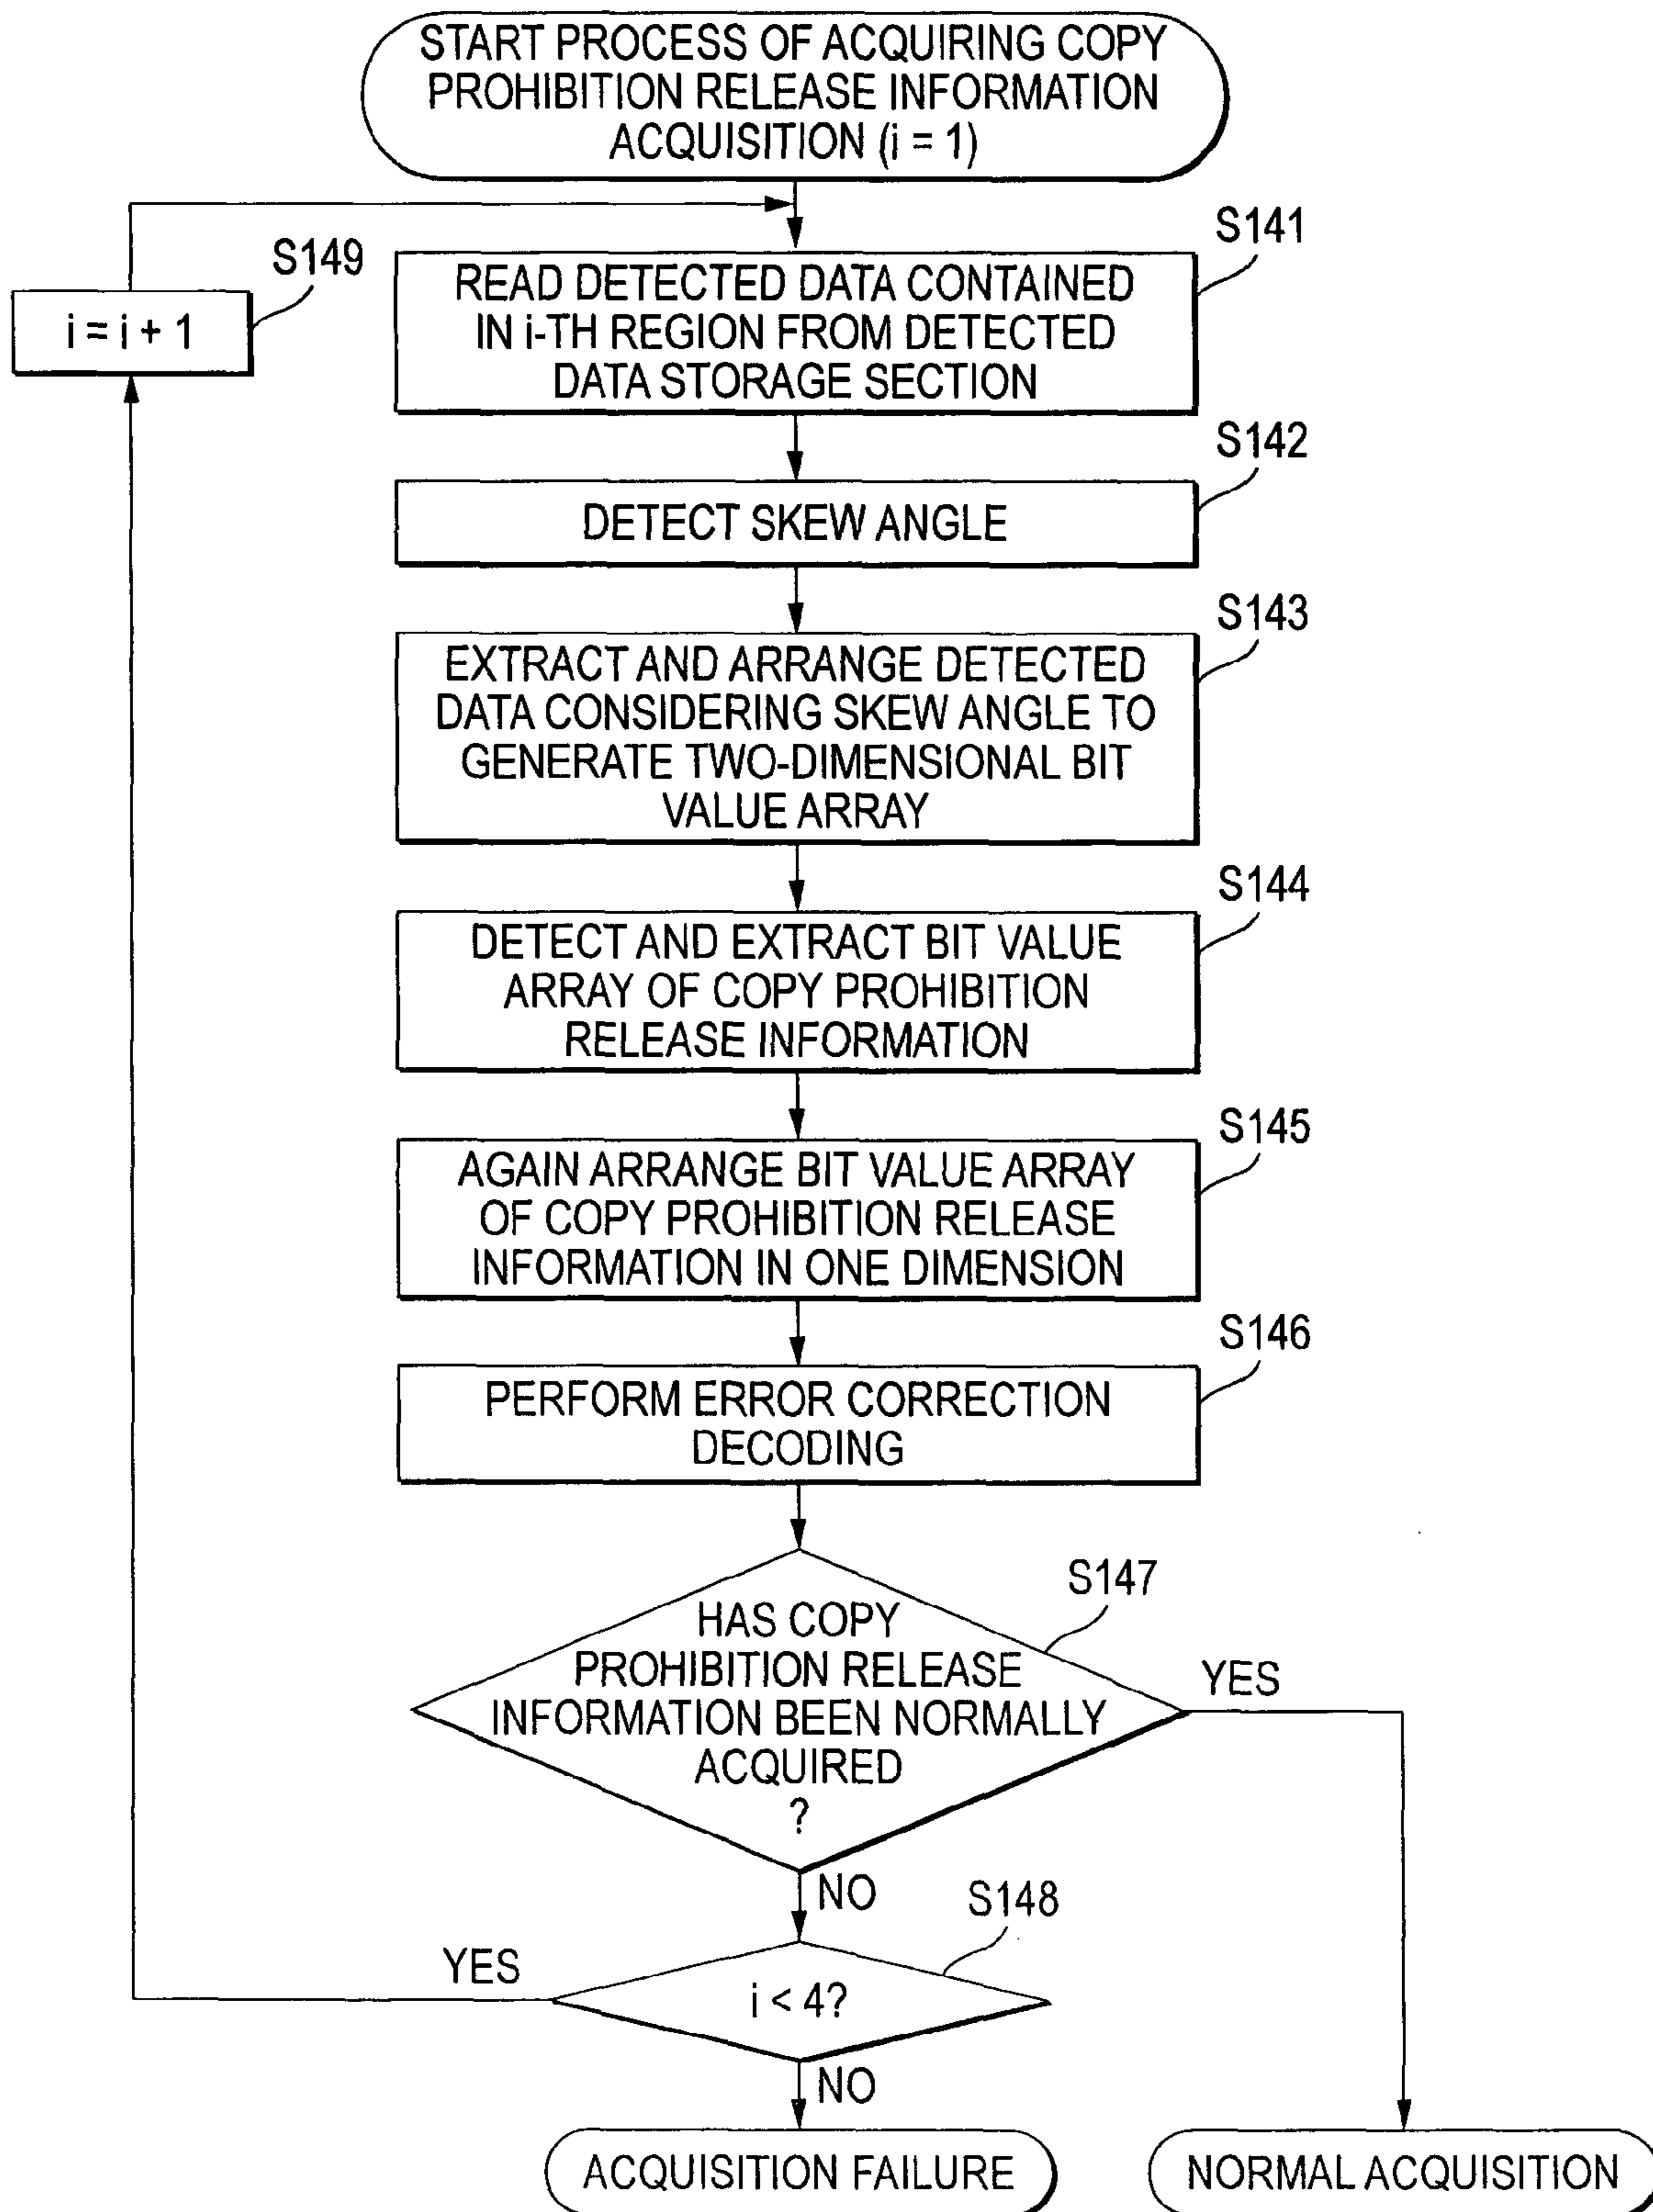 START PROCESS OF ACQUIRING COPY
PROHIBITION RELEASE INFORMATION
ACQUISITION (i = 1)
S141
S149
READ DETECTED DATA CONTAINED
IN i-TH REGION FROM DETECTED
DATA STORAGE SECTION
i = i + 1
S142
DETECT SKEW ANGLE
S143
EXTRACT AND ARRANGE DETECTED
DATA CONSIDERING SKEW ANGLE TO
GENERATE TWO-DIMENSIONAL BIT
VALUE ARRAY
S144
DETECT AND EXTRACT BIT VALUE
ARRAY OF COPY PROHIBITION
RELEASE INFORMATION
S145
AGAIN ARRANGE BIT VALUE ARRAY
OF COPY PROHIBITION RELEASE
INFORMATION IN ONE DIMENSION
S146
PERFORM ERROR CORRECTION
DECODING
S147
HAS COPY
PROHIBITION RELEASE
INFORMATION BEEN NORMALLY
ACQUIRED
?
YES
NO
S148
YES
i < 4?
NO
ACQUISITION FAILURE
NORMAL ACQUISITION